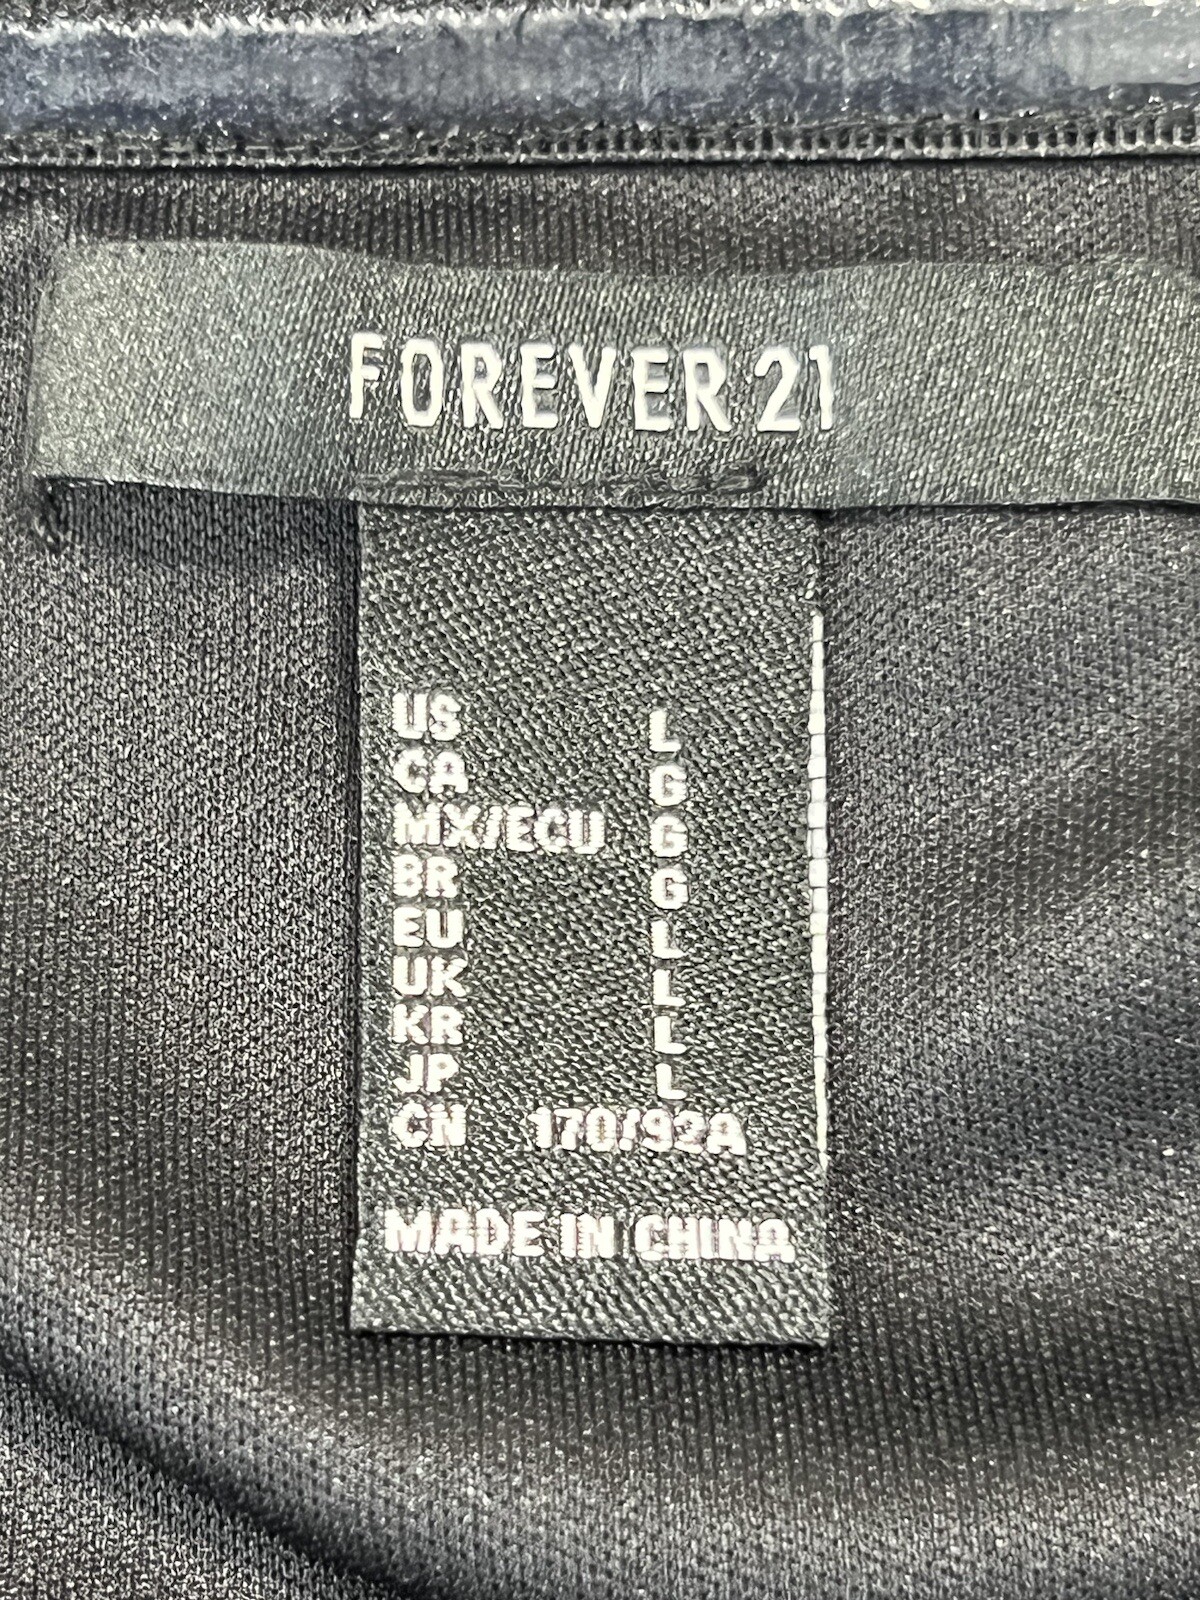 FOREVER 21
US L
CA G
MX/ECU G
BR G
EU L
UK L
KR L
JP L
CN 170/92A
MADE IN CHINA